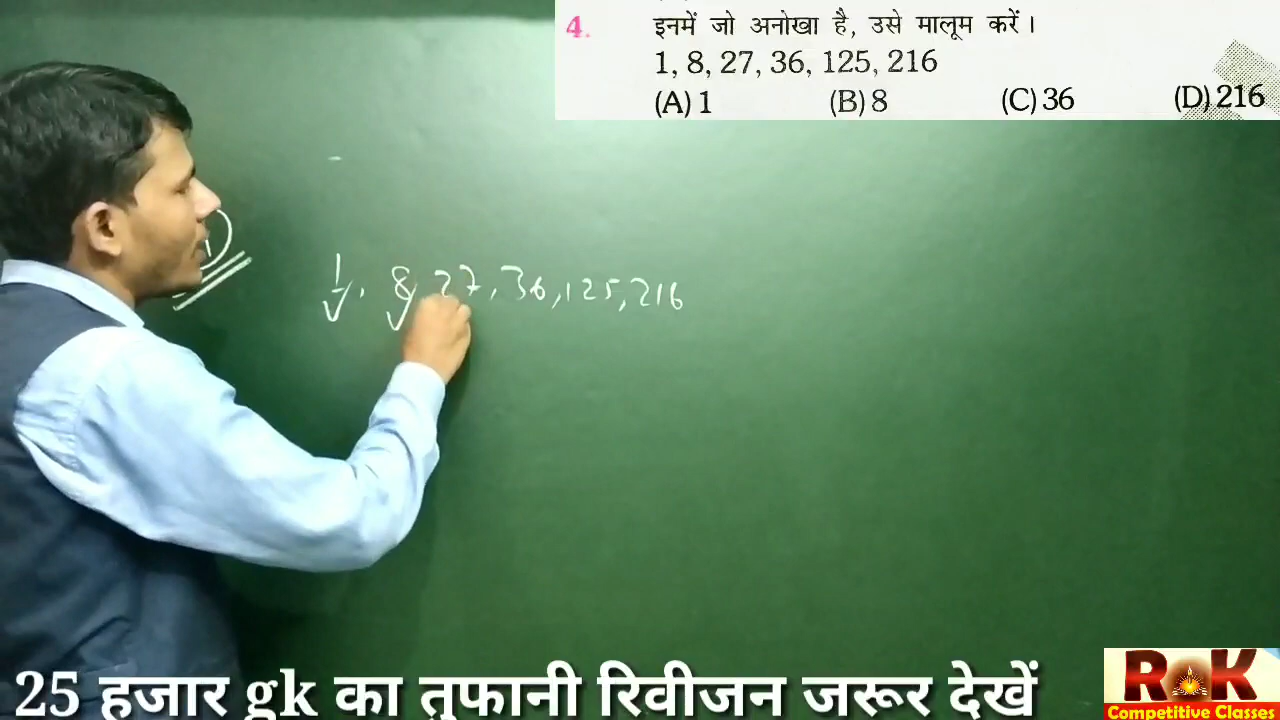 4. इनमें जो अनोखा है, उसे मालूम करें।
1, 8, 27, 36, 125, 216
(A) 1 (B) 8 (C) 36 (D) 216
1, 8, 27, 36, 125, 216
25 हजार gk का तुफानी रिवीजन जरूर देखें
RK
Competitive Classes